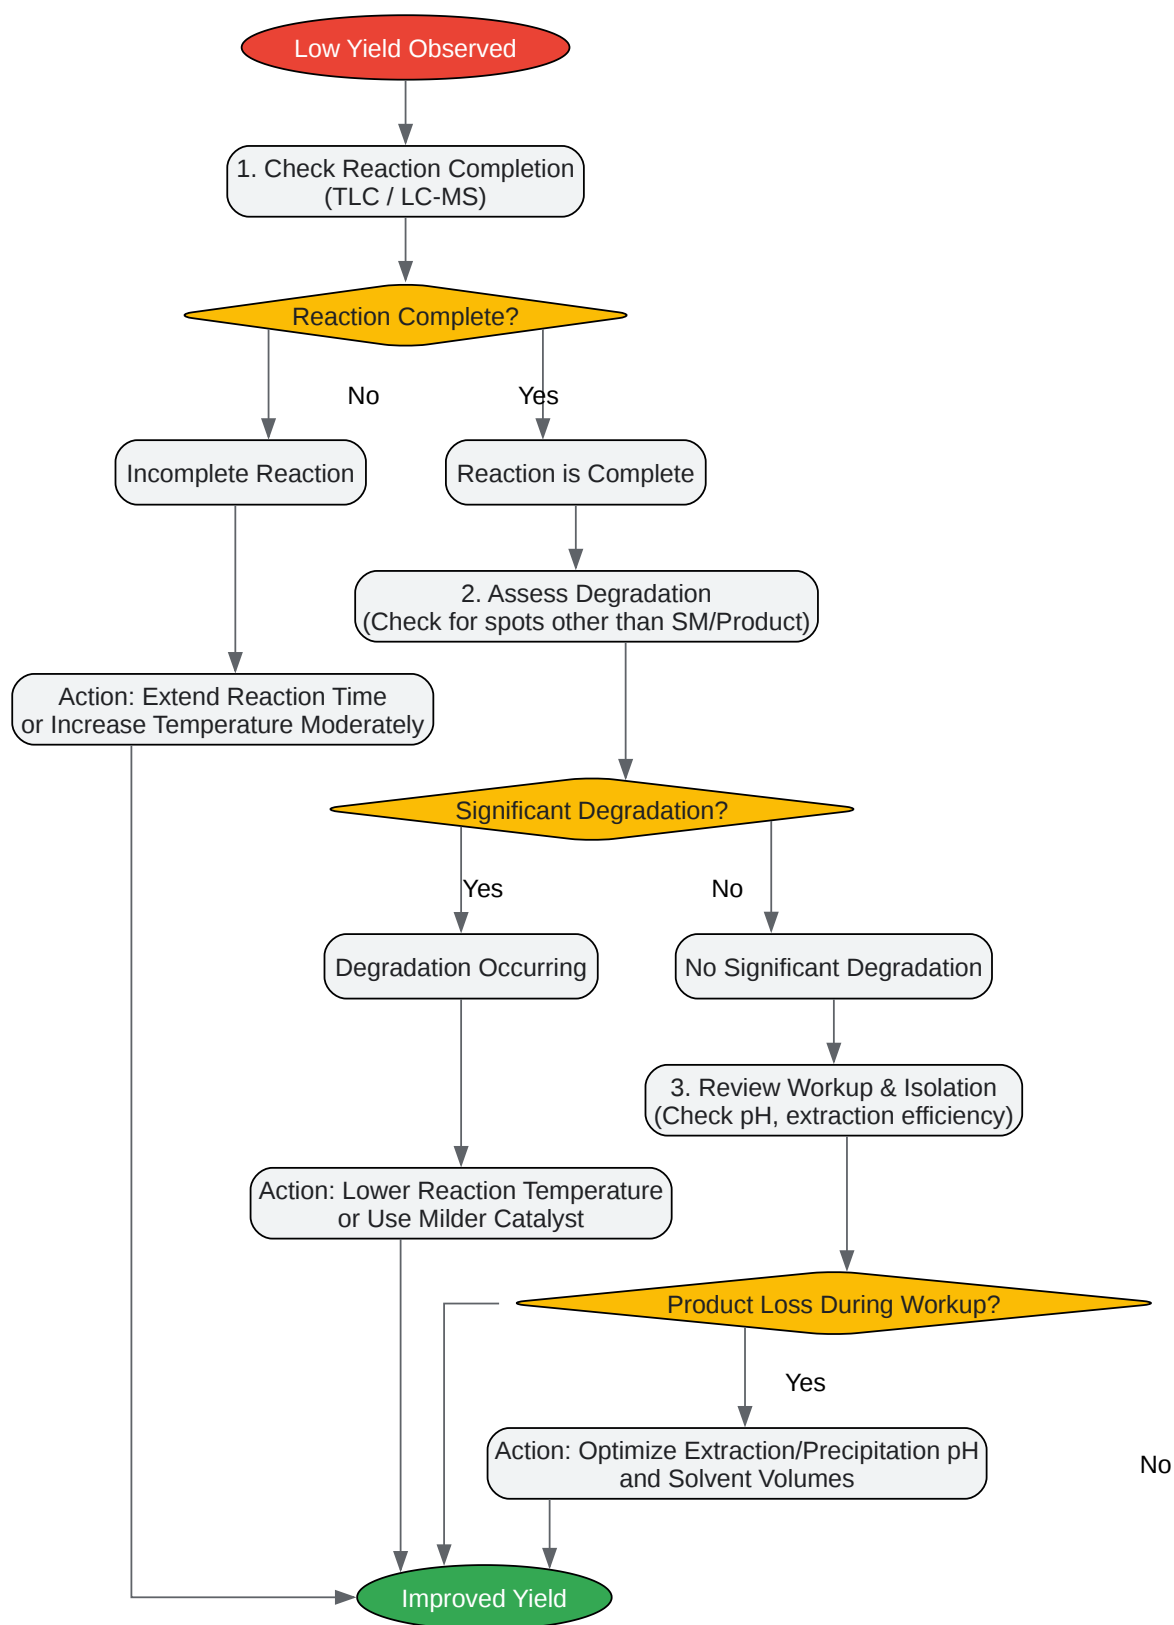 Low Yield Observed
1. Check Reaction Completion
(TLC / LC-MS)
Reaction Complete?
No
Yes
Incomplete Reaction
Reaction is Complete
2. Assess Degradation
(Check for spots other than SM/Product)
Action: Extend Reaction Time
or Increase Temperature Moderately
Significant Degradation?
Yes
No
Degradation Occurring
No Significant Degradation
3. Review Workup & Isolation
(Check pH, extraction efficiency)
Action: Lower Reaction Temperature
or Use Milder Catalyst
Product Loss During Workup?
Yes
Action: Optimize Extraction/Precipitation pH
and Solvent Volumes
No
Improved Yield